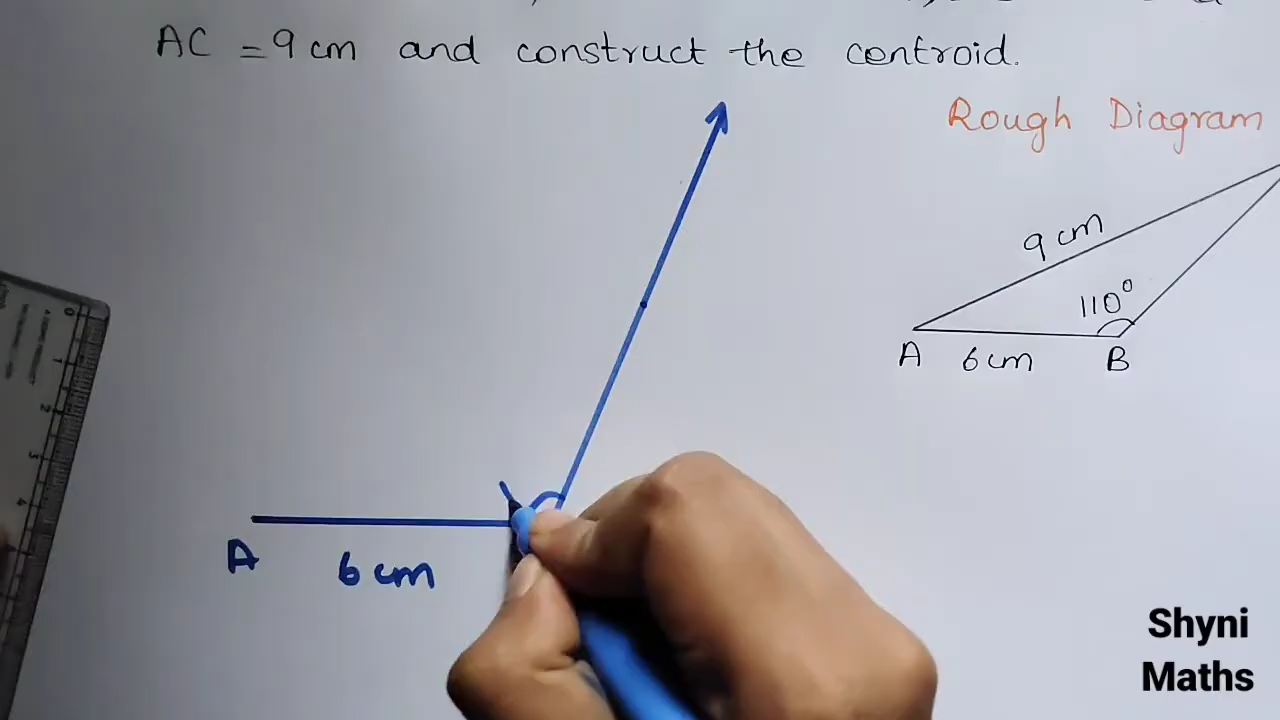 AC = 9 cm and construct the centroid.
Rough Diagram
9 cm
110°
A 6 cm B
A 6 cm
Shyni
Maths